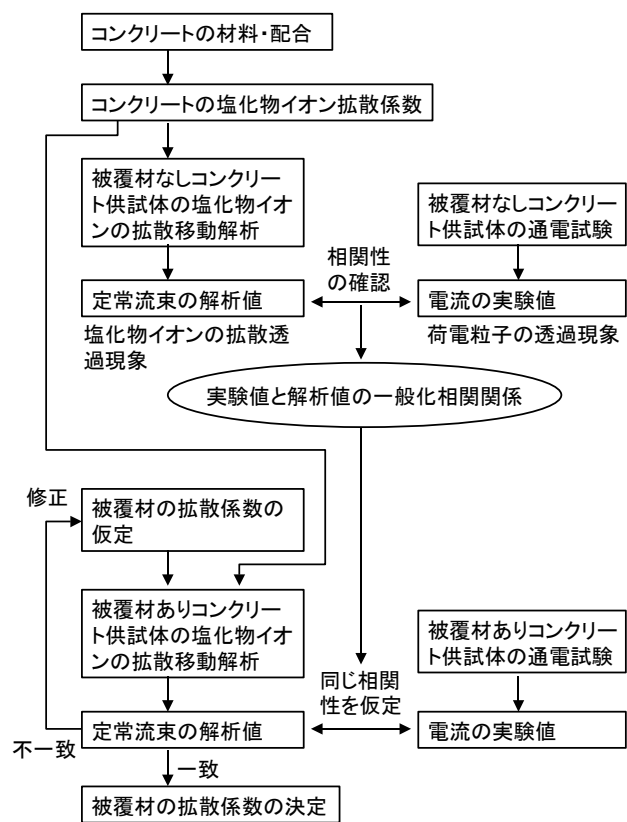 コンクリートの材料・配合
コンクリートの塩化物イオン拡散係数
被覆材なしコンクリー
ト供試体の塩化物イオ
ンの拡散移動解析
被覆材なしコンクリー
ト供試体の通電試験
相関性
の確認
定常流束の解析値
電流の実験値
塩化物イオンの拡散透
過現象
荷電粒子の透過現象
実験値と解析値の一般化相関関係
修正
被覆材の拡散係数の
仮定
被覆材ありコンクリー
ト供試体の塩化物イオ
ンの拡散移動解析
被覆材ありコンクリー
ト供試体の通電試験
同じ相関
性を仮定
定常流束の解析値
電流の実験値
不一致
一致
被覆材の拡散係数の決定